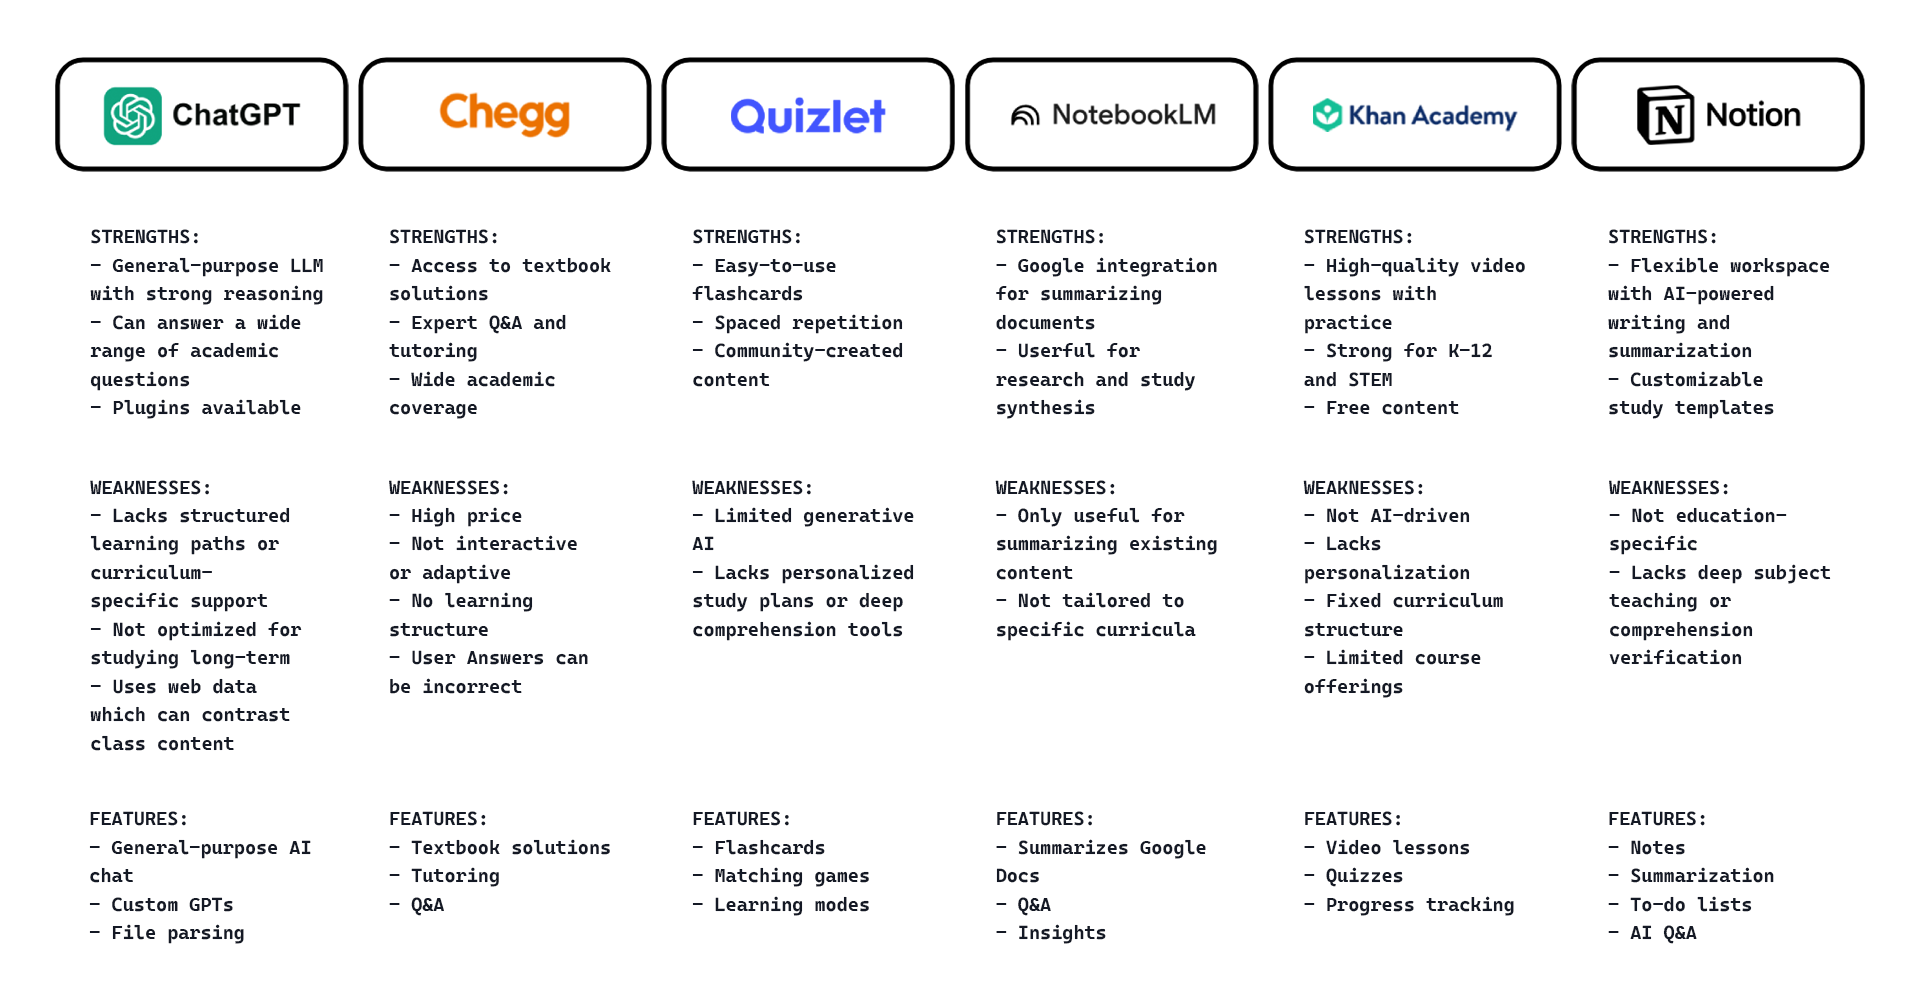 ChatGPT
Chegg
Quizlet
NotebookLM
Khan Academy
Notion
STRENGTHS:
- General-purpose LLM
with strong reasoning
- Can answer a wide
range of academic
questions
- Plugins available
STRENGTHS:
- Access to textbook
solutions
- Expert Q&A and
tutoring
- Wide academic
coverage
STRENGTHS:
- Easy-to-use
flashcards
- Spaced repetition
- Community-created
content
STRENGTHS:
- Google integration
for summarizing
documents
- Userful for
research and study
synthesis
STRENGTHS:
- High-quality video
lessons with
practice
- Strong for K-12
and STEM
- Free content
STRENGTHS:
- Flexible workspace
with AI-powered
writing and
summarization
- Customizable
study templates
WEAKNESSES:
- Lacks structured
learning paths or
curriculum-
specific support
- Not optimized for
studying long-term
- Uses web data
which can contrast
class content
WEAKNESSES:
- High price
- Not interactive
or adaptive
- No learning
structure
- User Answers can
be incorrect
WEAKNESSES:
- Limited generative
AI
- Lacks personalized
study plans or deep
comprehension tools
WEAKNESSES:
- Only useful for
summarizing existing
content
- Not tailored to
specific curricula
WEAKNESSES:
- Not AI-driven
- Lacks
personalization
- Fixed curriculum
structure
- Limited course
offerings
WEAKNESSES:
- Not education-
specific
- Lacks deep subject
teaching or
comprehension
verification
FEATURES:
- General-purpose AI
chat
- Custom GPTs
- File parsing
FEATURES:
- Textbook solutions
- Tutoring
- Q&A
FEATURES:
- Flashcards
- Matching games
- Learning modes
FEATURES:
- Summarizes Google
Docs
- Q&A
- Insights
FEATURES:
- Video lessons
- Quizzes
- Progress tracking
FEATURES:
- Notes
- Summarization
- To-do lists
- AI Q&A